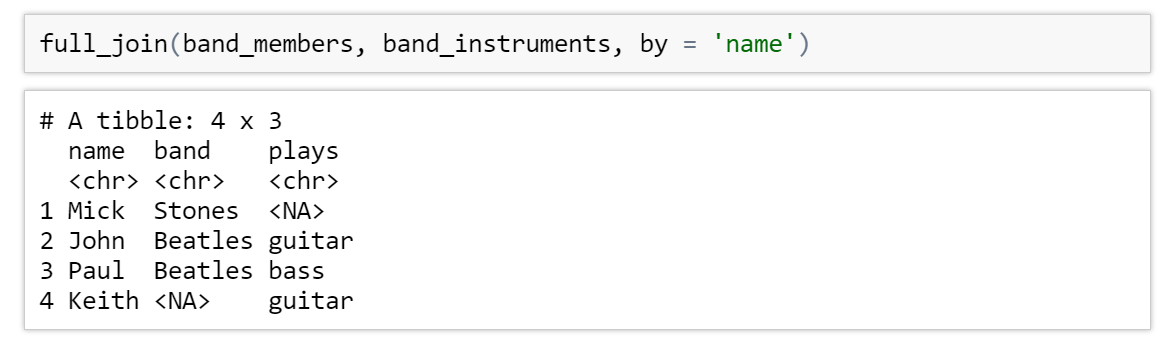 full_join(band_members, band_instruments, by = 'name')
# A tibble: 4 x 3
  name  band    plays
  <chr> <chr>   <chr>
1 Mick  Stones  <NA>
2 John  Beatles guitar
3 Paul  Beatles bass
4 Keith <NA>    guitar